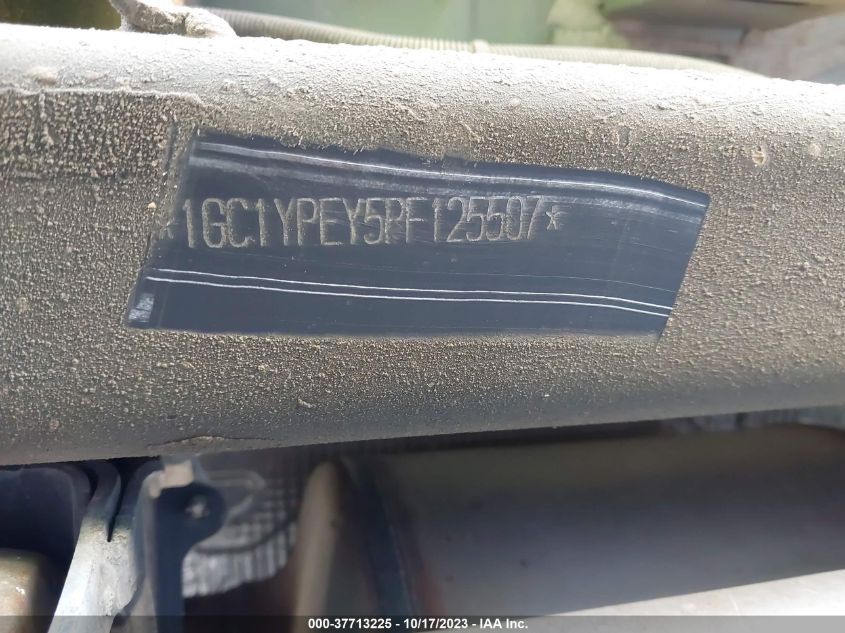 *1GC1YPEY5PF125507*
000-37713225 - 10/17/2023 - IAA Inc.